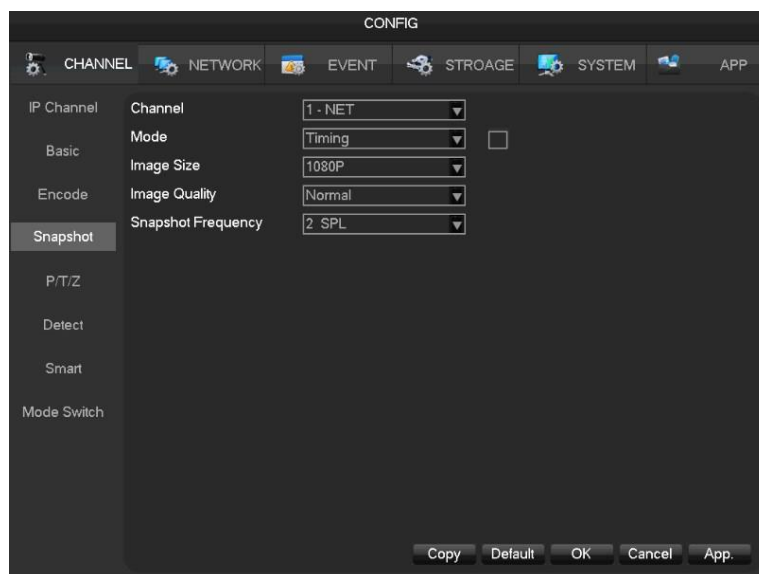 CONFIG
CHANNEL NETWORK EVENT STROAGE SYSTEM APP
IP Channel
Basic
Encode
Snapshot
P/T/Z
Detect
Smart
Mode Switch
Channel 1 - NET
Mode Timing
Image Size 1080P
Image Quality Normal
Snapshot Frequency 2 SPL
Copy Default OK Cancel App.